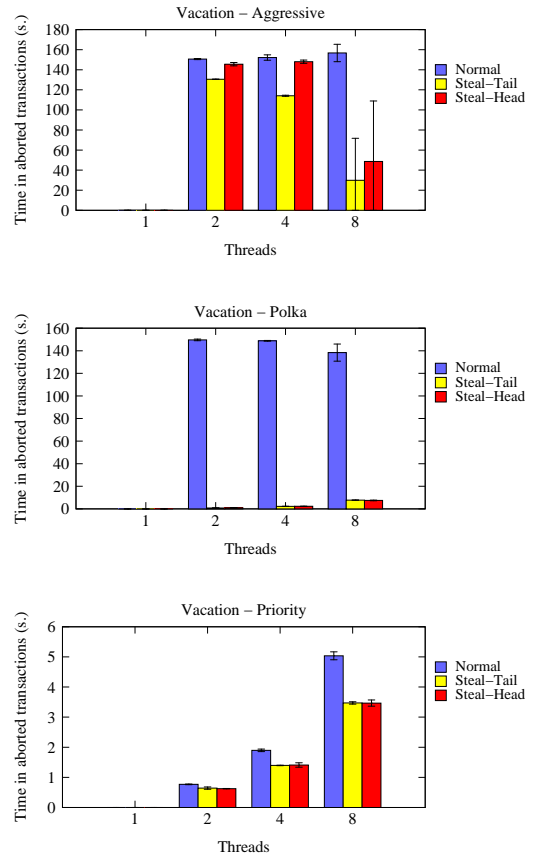 Vacation – Aggressive
Time in aborted transactions (s.)
180
160
140
120
100
80
60
40
20
0
1 2 4 8
Threads
Normal
Steal–Tail
Steal–Head
Vacation – Polka
Time in aborted transactions (s.)
160
140
120
100
80
60
40
20
0
1 2 4 8
Threads
Normal
Steal–Tail
Steal–Head
Vacation – Priority
Time in aborted transactions (s.)
6
5
4
3
2
1
0
1 2 4 8
Threads
Normal
Steal–Tail
Steal–Head